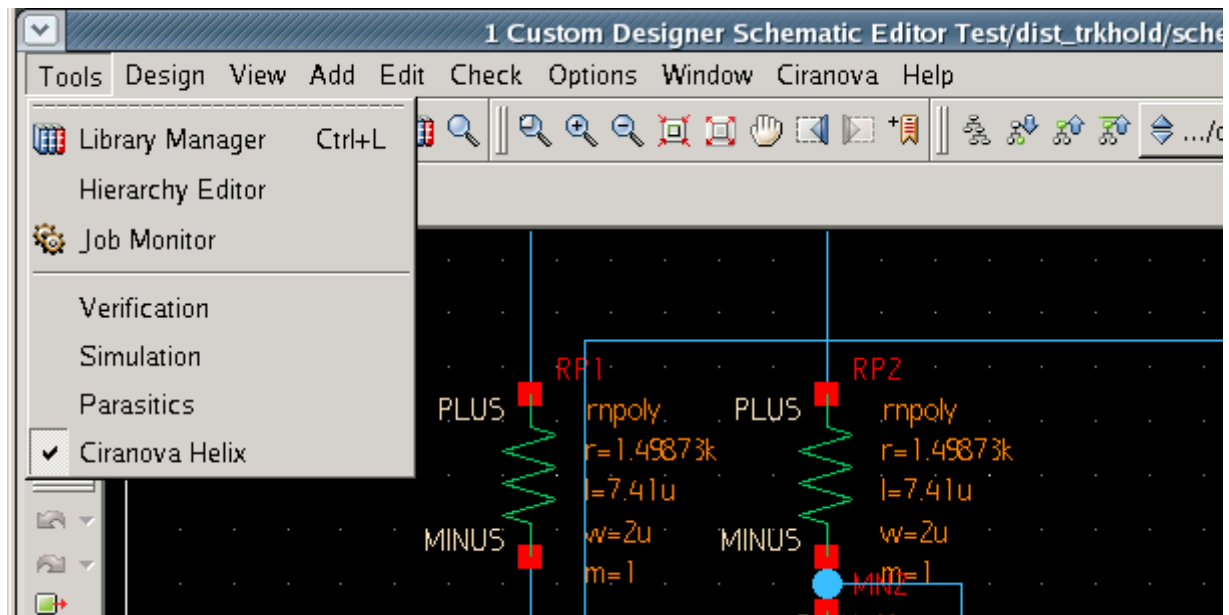 1 Custom Designer Schematic Editor Test/dist_trkhold/sche
Tools Design View Add Edit Check Options Window Ciranova Help
Library Manager Ctrl+L
.../c
Hierarchy Editor
Job Monitor
Verification
Simulation
Parasitics
Ciranova Helix
RP1 RP2
PLUS rnpoly PLUS rnpoly
r=1.49873k r=1.49873k
l=7.41u l=7.41u
MINUS w=2u MINUS w=2u
m=1 MN2 m=1